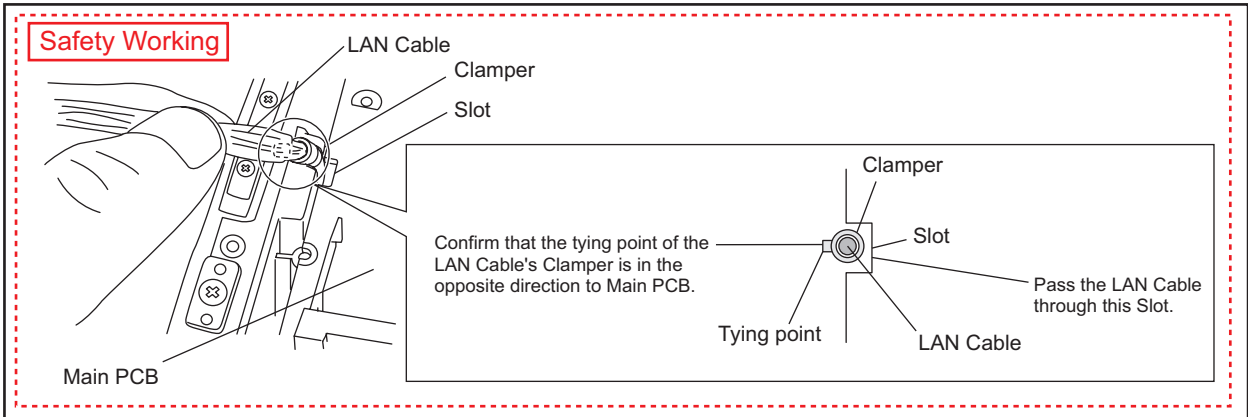 Safety Working
LAN Cable
Clamper
Slot
Main PCB
Confirm that the tying point of the
LAN Cable's Clamper is in the
opposite direction to Main PCB.
Clamper
Slot
Pass the LAN Cable
through this Slot.
Tying point
LAN Cable